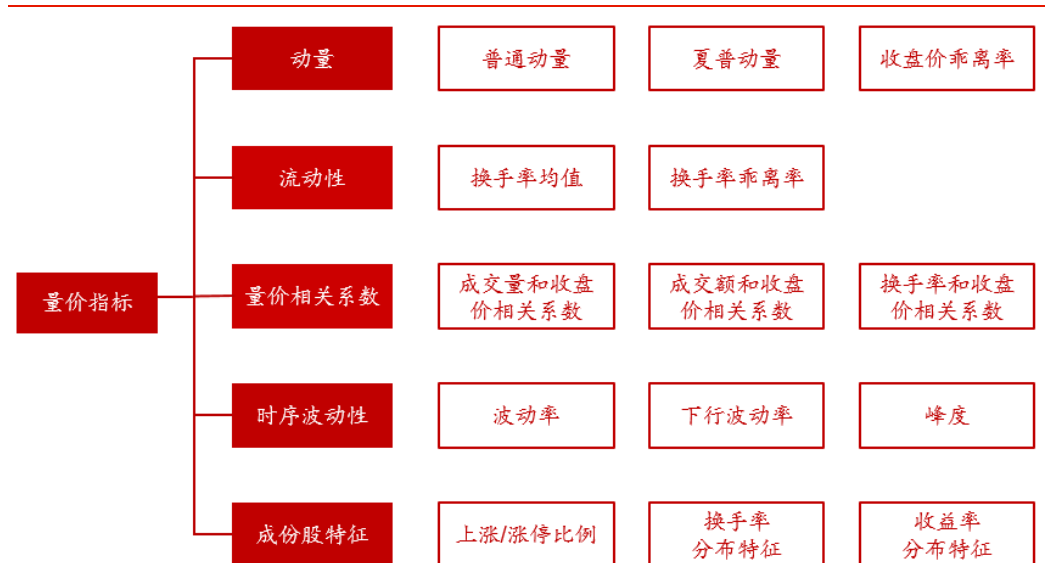 动量
普通动量
夏普动量
收盘价乖离率
流动性
换手率均值
换手率乖离率
量价指标
量价相关系数
成交量和收盘
价相关系数
成交额和收盘
价相关系数
换手率和收盘
价相关系数
时序波动性
波动率
下行波动率
峰度
成份股特征
上涨/涨停比例
换手率
分布特征
收益率
分布特征